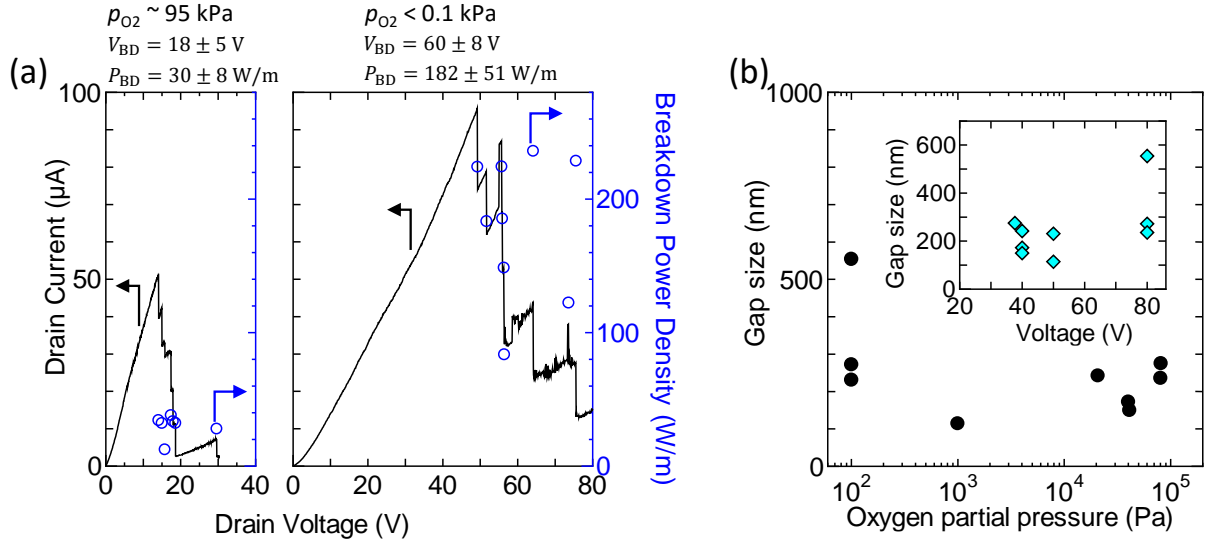 p_O2 ~ 95 kPa
V_BD = 18 ± 5 V
P_BD = 30 ± 8 W/m
p_O2 < 0.1 kPa
V_BD = 60 ± 8 V
P_BD = 182 ± 51 W/m
(a)
100
50
0
Drain Current (µA)
0 20 40
0 20 40 60 80
Drain Voltage (V)
200
100
0
Breakdown Power Density (W/m)
(b)
1000
500
0
Gap size (nm)
10^2 10^3 10^4 10^5
Oxygen partial pressure (Pa)
600
400
200
0
Gap size (nm)
20 40 60 80
Voltage (V)